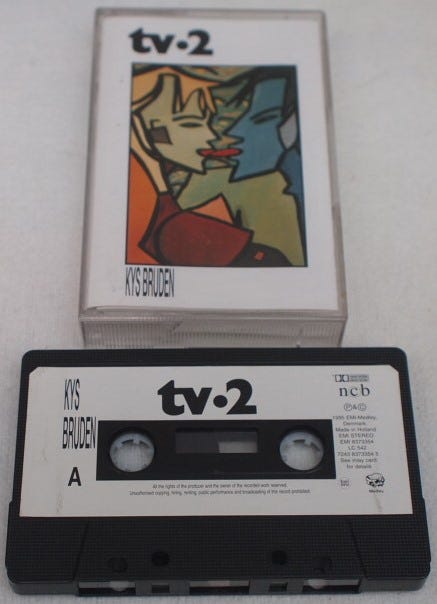 tv·2
KYS BRUDEN
KYS
BRUDEN
A
tv·2
n©b
Ⓟ&Ⓒ
1995 EMI-Medley,
Denmark.
Made in Holland
EMI STEREO
EMI 8373354
LC 542
7243 8373354 3
See inlay card
for details
All the rights of the producer and the owner of the recorded work reserved.
Unauthorised copying, hiring, renting, public performance and broadcasting of this record prohibited.
Medley